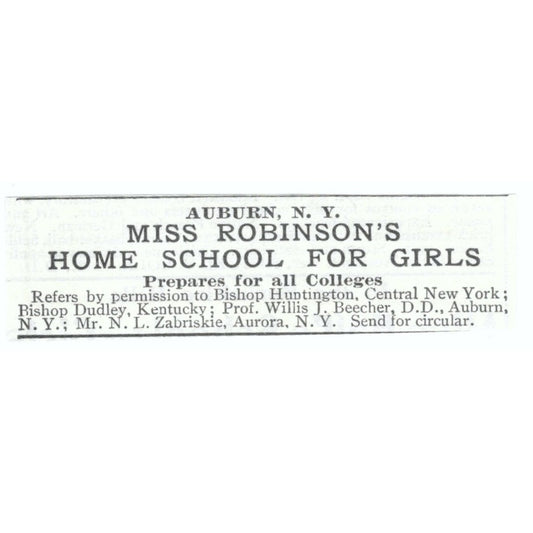 AUBURN, N. Y.
MISS ROBINSON'S
HOME SCHOOL FOR GIRLS
Prepares for all Colleges
Refers by permission to Bishop Huntington, Central New York;
Bishop Dudley, Kentucky; Prof. Willis J. Beecher, D.D., Auburn,
N. Y.; Mr. N. L. Zabriskie, Aurora, N. Y. Send for circular.